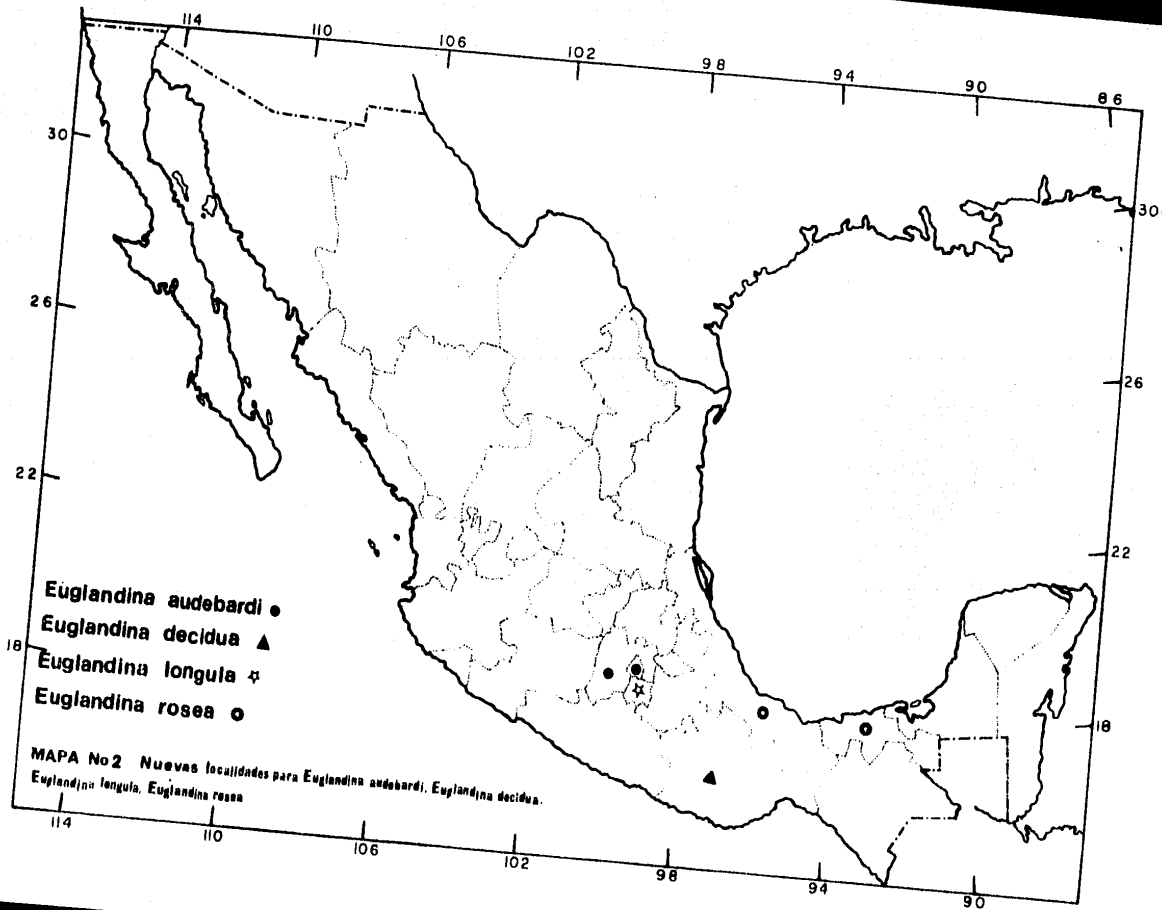 114 110 106 102 98 94 90 86
30 30
26 26
22 22
18 18
Euglandina audebardi
Euglandina decidua
Euglandina longula
Euglandina rosea
MAPA No2 Nuevas localidades para Euglandina audebardi, Euglandina decidua.
Euglandina longula, Euglandina rosea
114 110 106 102 98 94 90